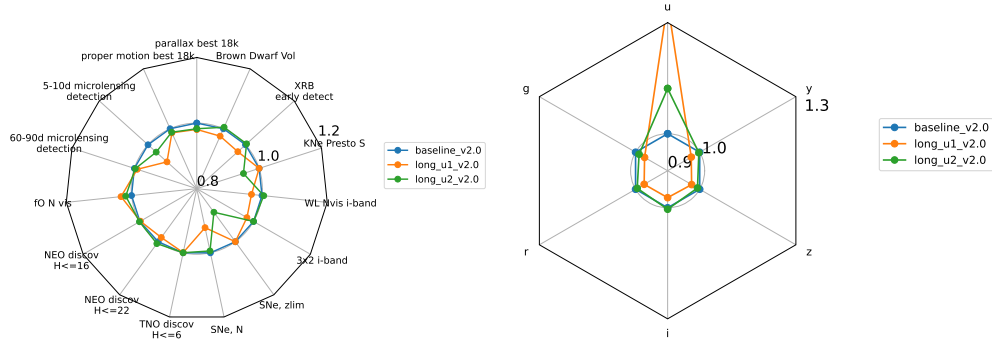 parallax best 18k
proper motion best 18k
Brown Dwarf Vol
5-10d microlensing
detection
XRB
early detect
60-90d microlensing
detection
1.2
KNe Presto S
1.0
0.8
fO N vis
WL Nvis i-band
NEO discov
H<=16
3x2 i-band
NEO discov
H<=22
SNe, zlim
TNO discov
H<=6
SNe, N
baseline_v2.0
long_u1_v2.0
long_u2_v2.0
u
g
y
1.3
1.0
0.9
r
z
i
baseline_v2.0
long_u1_v2.0
long_u2_v2.0